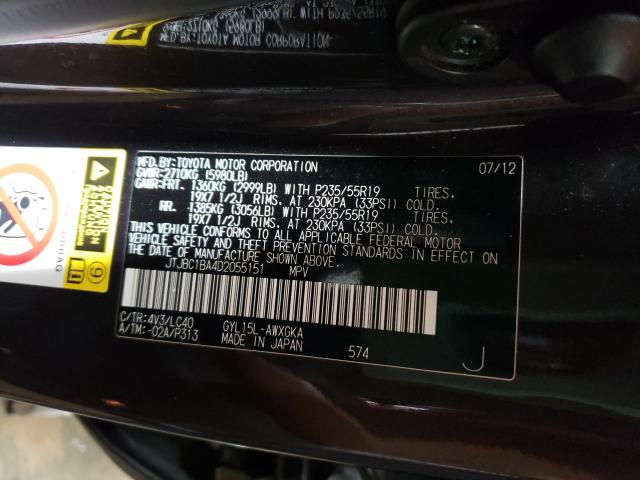 MFD.BY:TOYOTA MOTOR CORPORATION 07/12
GVWR:2710KG (5980LB)
GAWR:FRT. 1360KG (2999LB) WITH P235/55R19 TIRES,
19X7 1/2J RIMS, AT 230KPA (33PSI) COLD.
RR. 1385KG (3056LB) WITH P235/55R19 TIRES,
19X7 1/2J RIMS, AT 230KPA (33PSI) COLD.
THIS VEHICLE CONFORMS TO ALL APPLICABLE FEDERAL MOTOR
VEHICLE SAFETY AND THEFT PREVENTION STANDARDS IN EFFECT ON
THE DATE OF MANUFACTURE SHOWN ABOVE.
JTJBC1BA4D2055151 MPV
C/TR:4V3/LC40 GYL15L-AWXGKA
A/TM:-02A/P313 MADE IN JAPAN 574 J